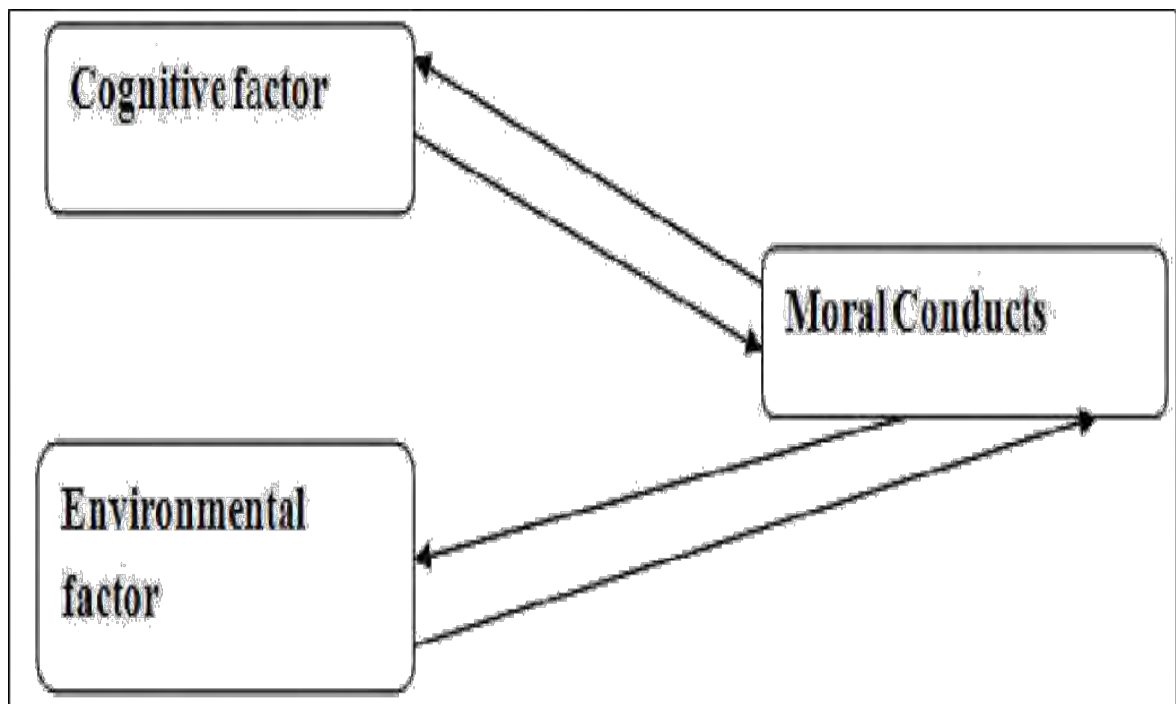 Cognitive factor
Moral Conducts
Environmental
factor